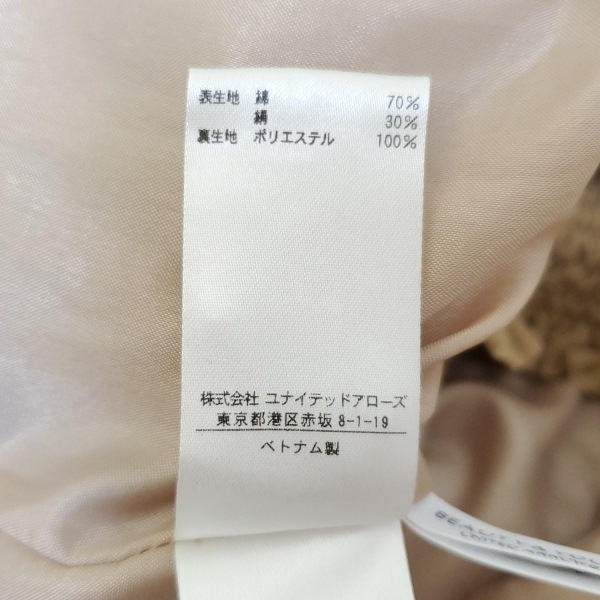 表生地 綿 70%
絹 30%
裏生地 ポリエステル 100%
株式会社 ユナイテッドアローズ
東京都港区赤坂 8-1-19
ベトナム製